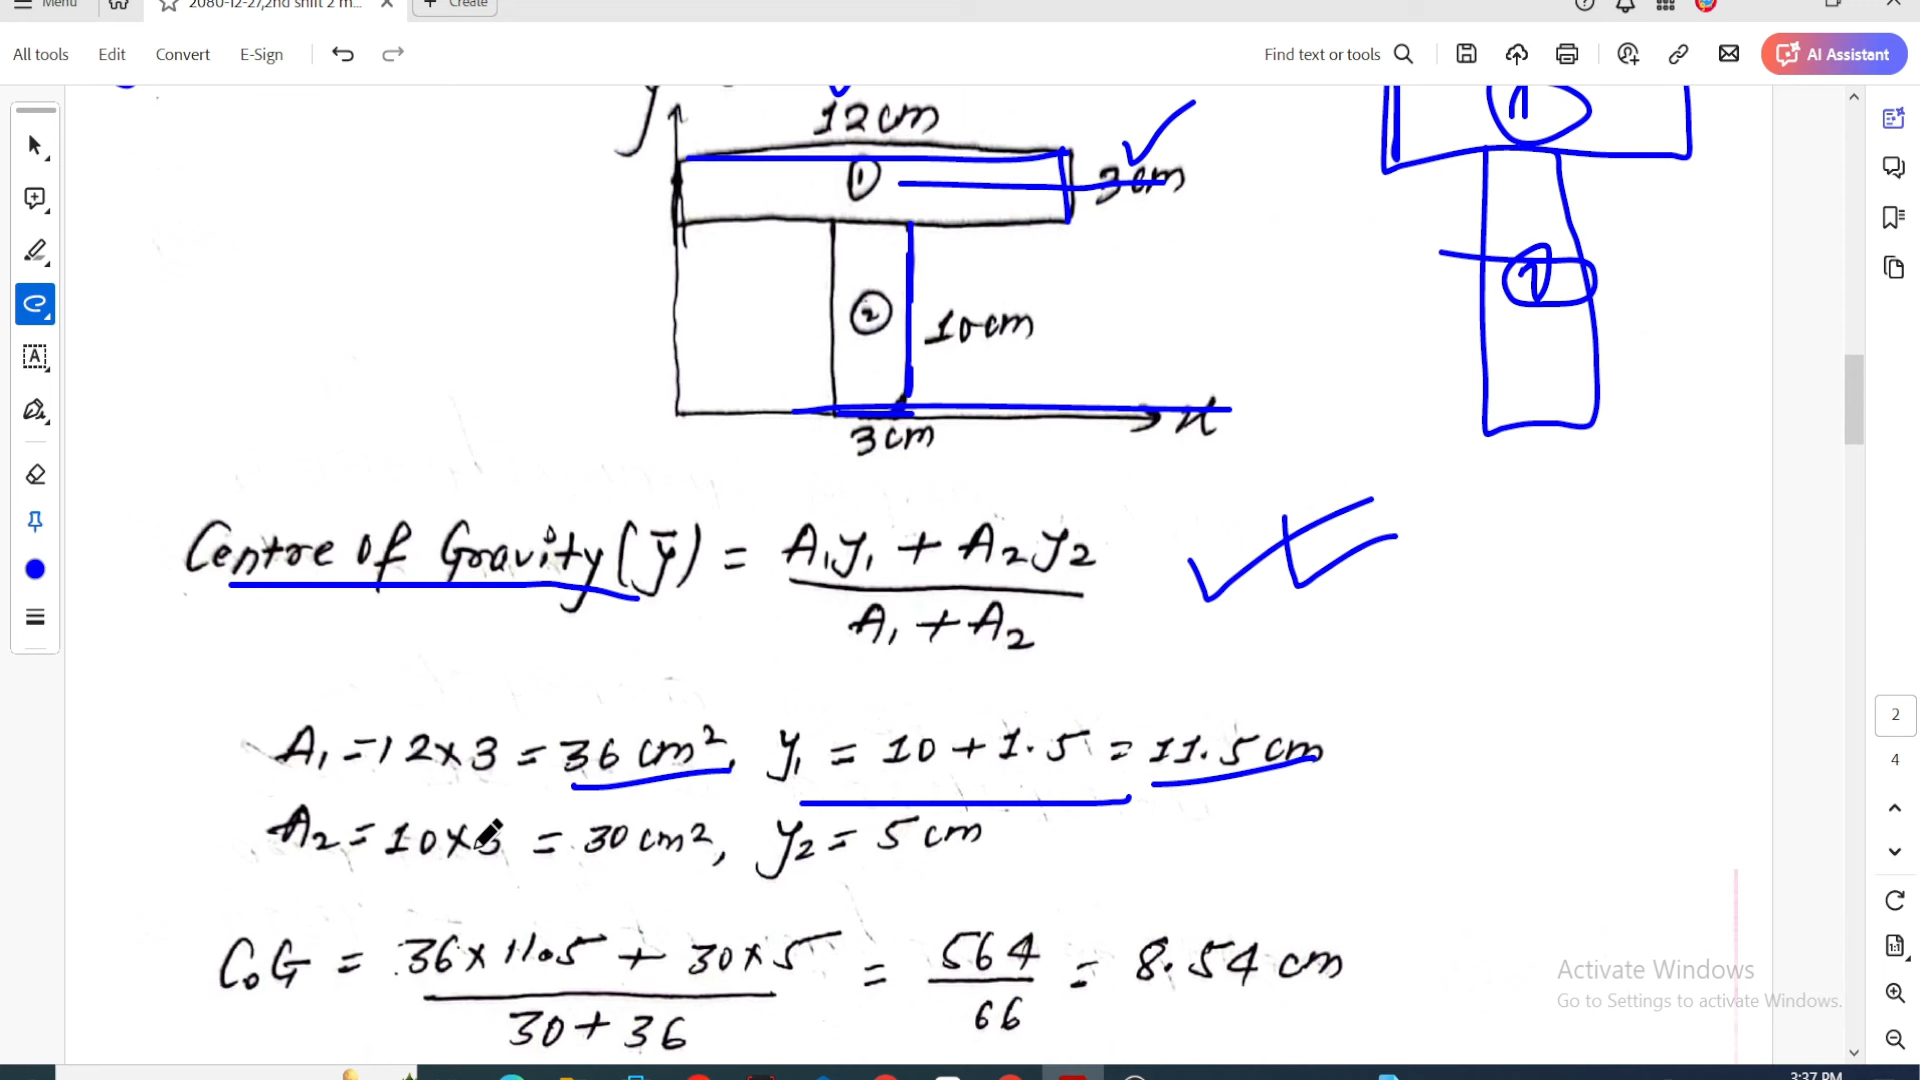 Menu 2080-12-27,2nd shift 2 m... Create
All tools Edit Convert E-Sign Find text or tools AI Assistant
y
12cm
1
1
3cm
2
10cm
3cm
x
Centre of Gravity (ȳ) = A₁y₁ + A₂y₂
A₁ + A₂
A₁ = 12 × 3 = 36 cm², y₁ = 10 + 1.5 = 11.5 cm
A₂ = 10 × 3 = 30 cm², y₂ = 5 cm
C.G = 36 × 11.5 + 30 × 5 = 564 = 8.54 cm
30 + 36 66
2
4
Activate Windows
Go to Settings to activate Windows.
3:37 PM